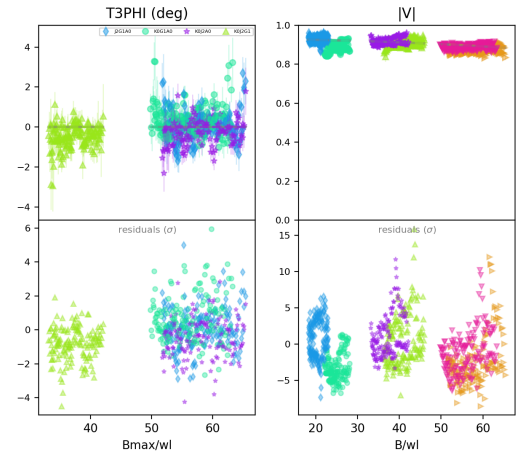 T3PHI (deg)
|V|
J2G1A0 K0G1A0 K0J2A0 K0J2G1
4
2
0
−2
−4
1.0
0.8
0.6
0.4
0.2
0.0
residuals (σ)
residuals (σ)
6
4
2
0
−2
−4
15
10
5
0
−5
40 50 60
20 30 40 50 60
Bmax/wl
B/wl